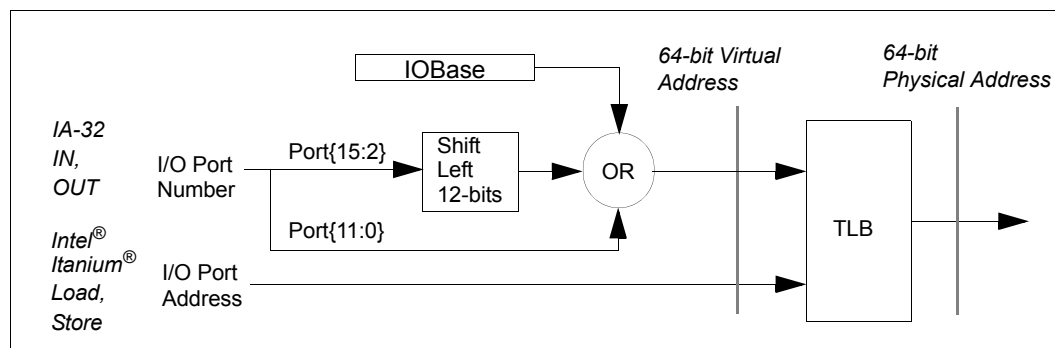 IOBase
64-bit Virtual
Address
64-bit
Physical Address
IA-32
IN,
OUT
I/O Port
Number
Port{15:2}
Shift
Left
12-bits
OR
Port{11:0}
TLB
Intel®
Itanium®
Load,
Store
I/O Port
Address